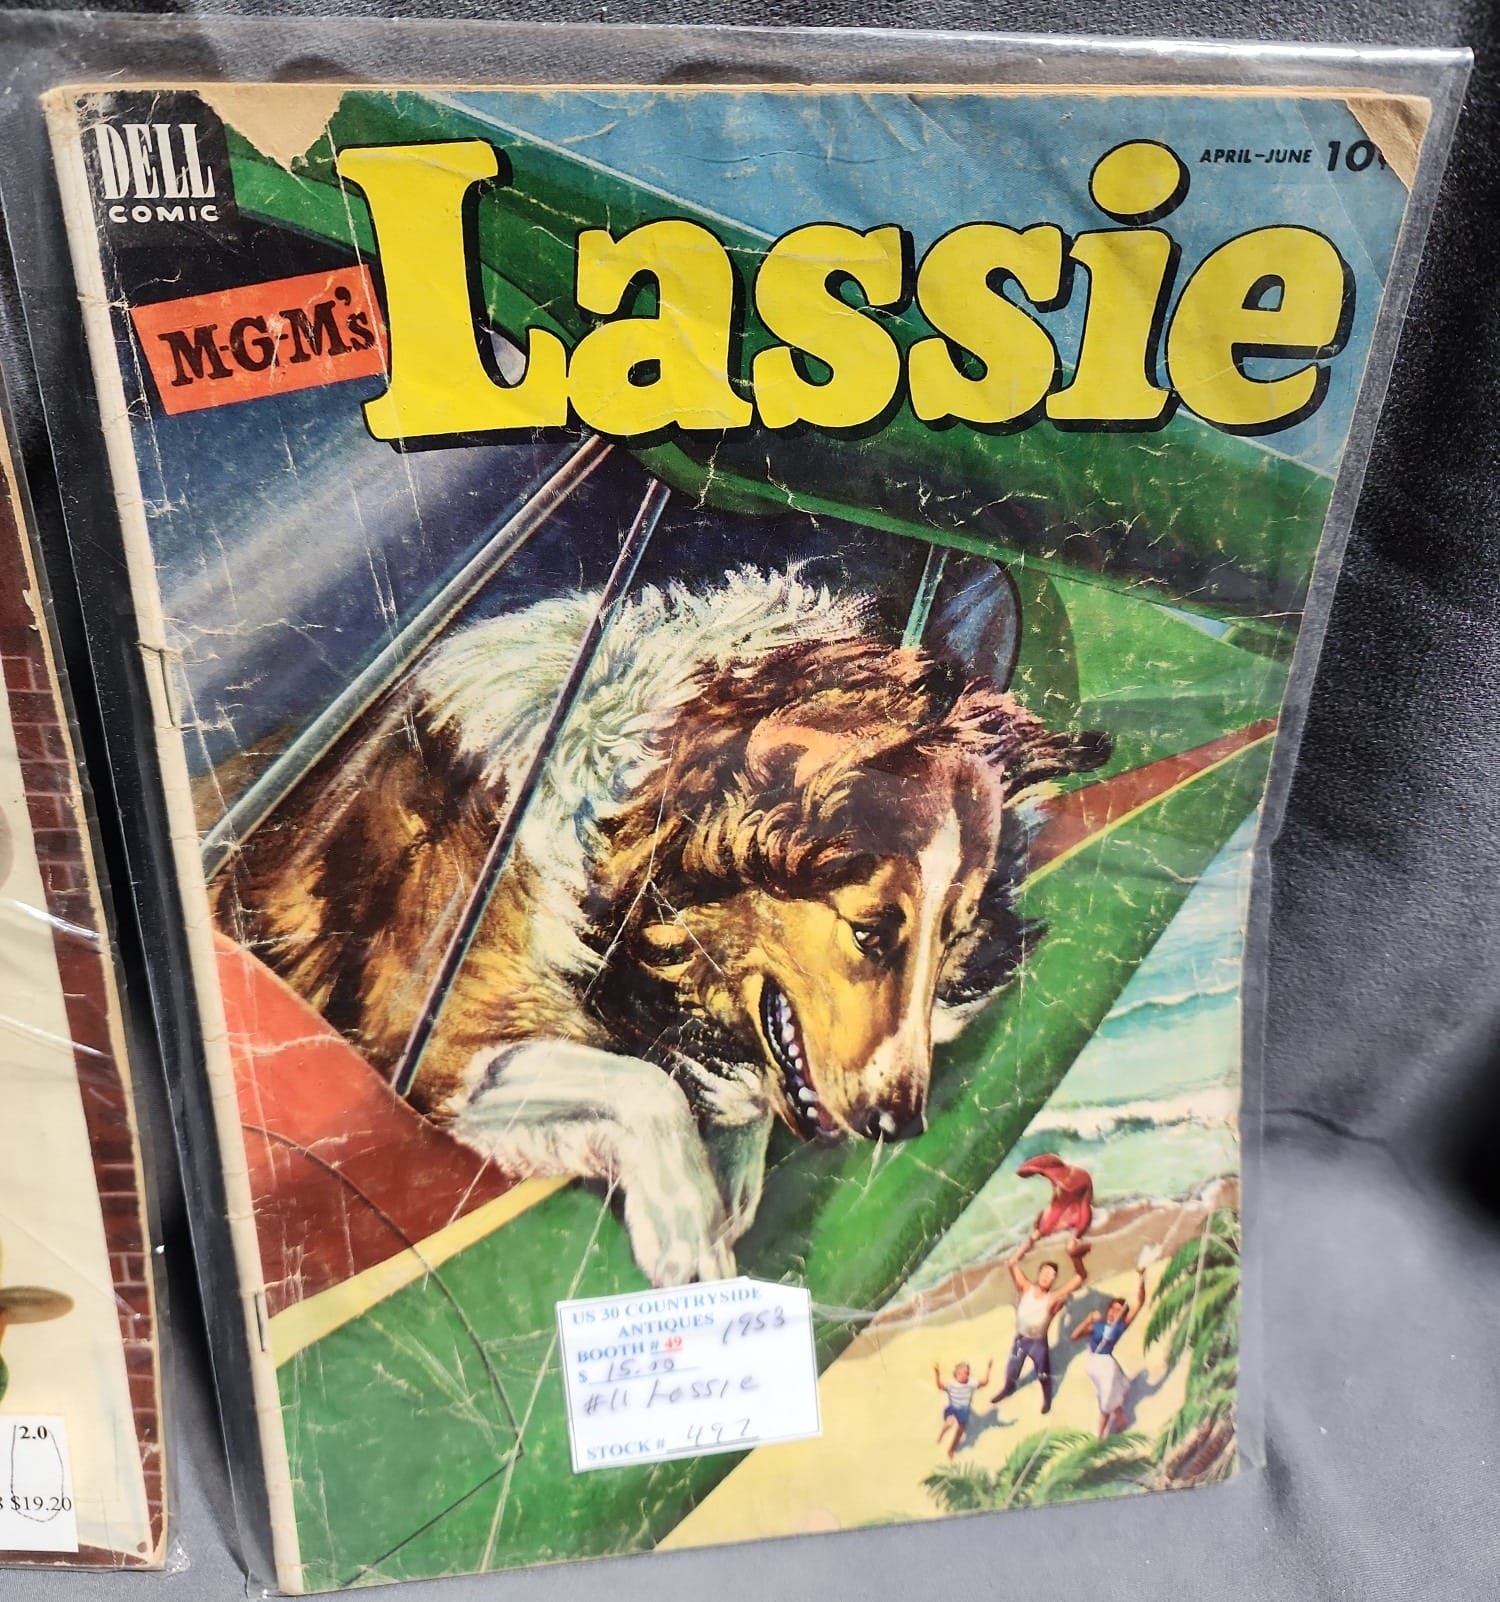 DELL
COMIC
M-G-M's
Lassie
APRIL-JUNE 10
US 30 COUNTRYSIDE
ANTIQUES 1953
BOOTH # 49
$ 15.00
#11 Lassie
STOCK # 497
2.0
$19.20